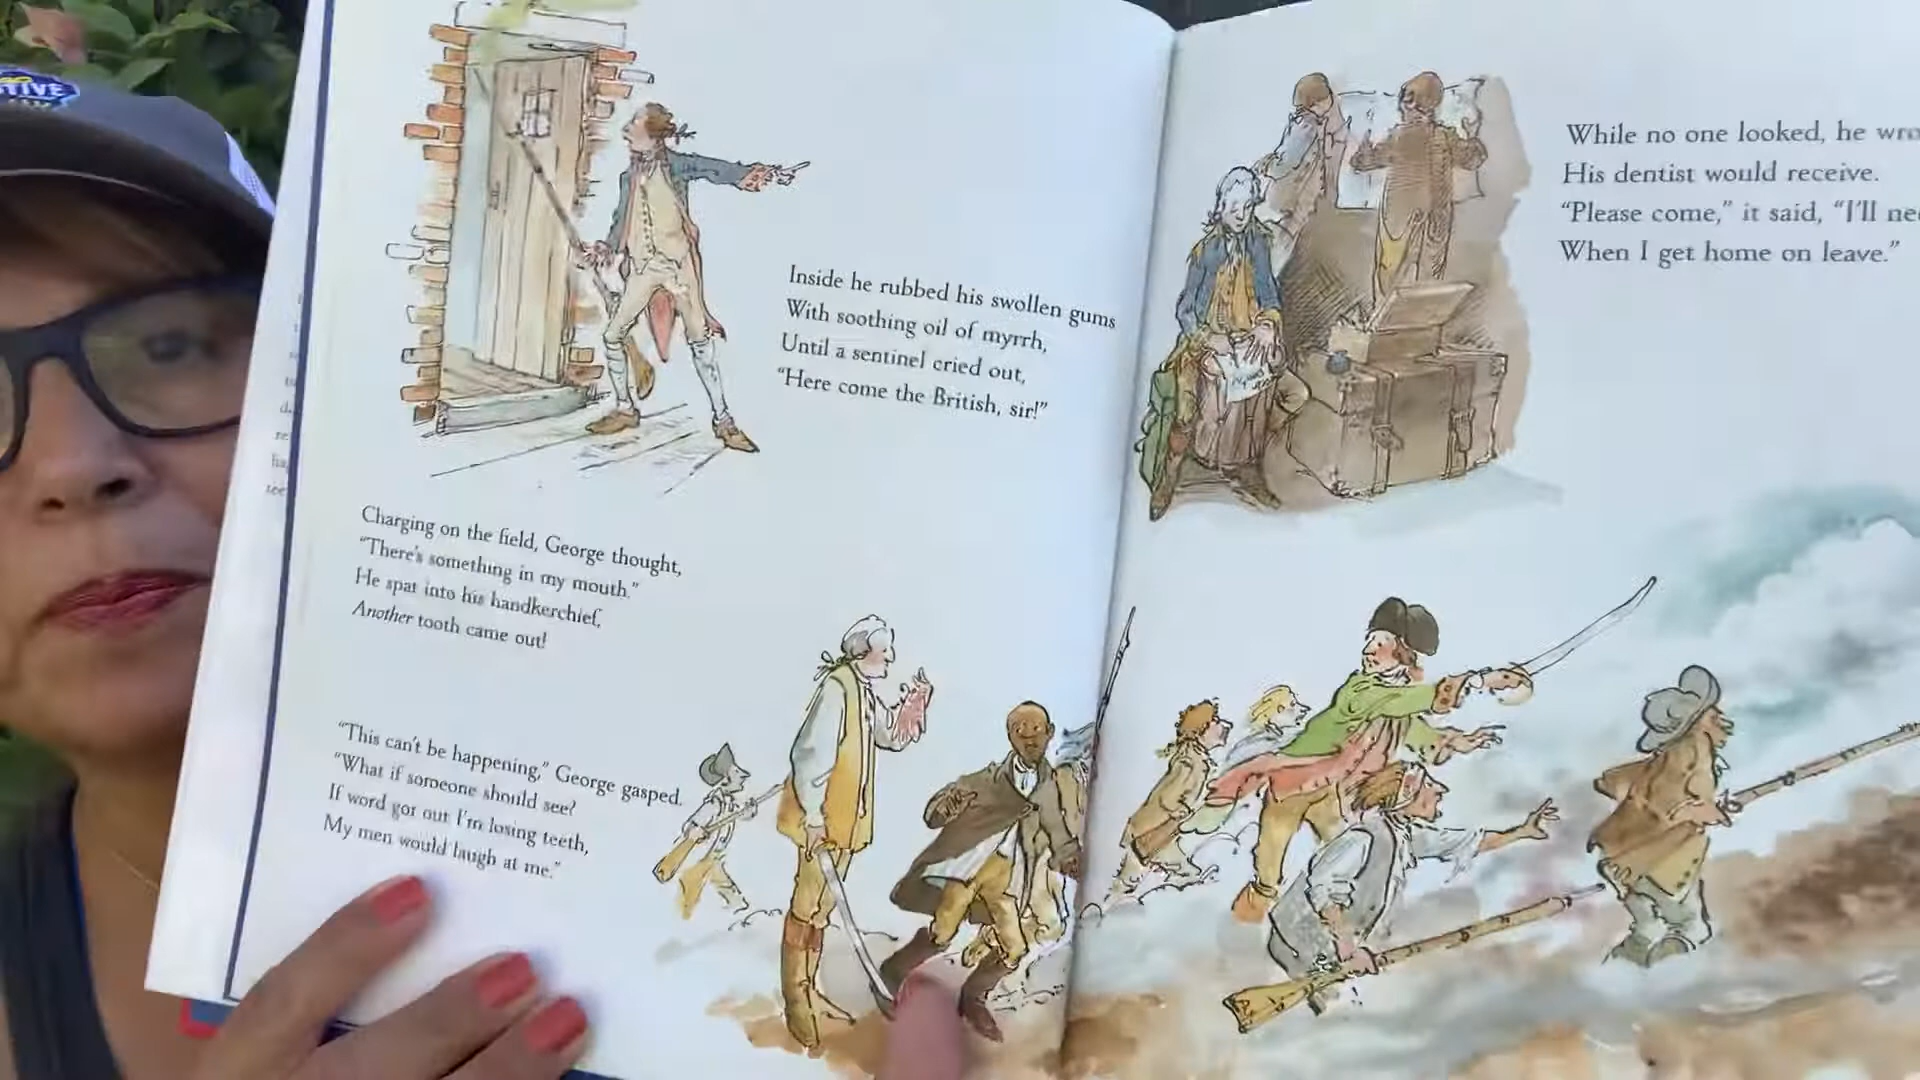 Inside he rubbed his swollen gums
With soothing oil of myrrh,
Until a sentinel cried out,
“Here come the British, sir!”
Charging on the field, George thought,
“There's something in my mouth.”
He spat into his handkerchief,
Another tooth came out!
“This can't be happening,” George gasped.
“What if someone should see?
If word got out I'm losing teeth,
My men would laugh at me.”
While no one looked, he
His dentist would receive.
“Please come,” it said, “I'll
When I get home on leave.”